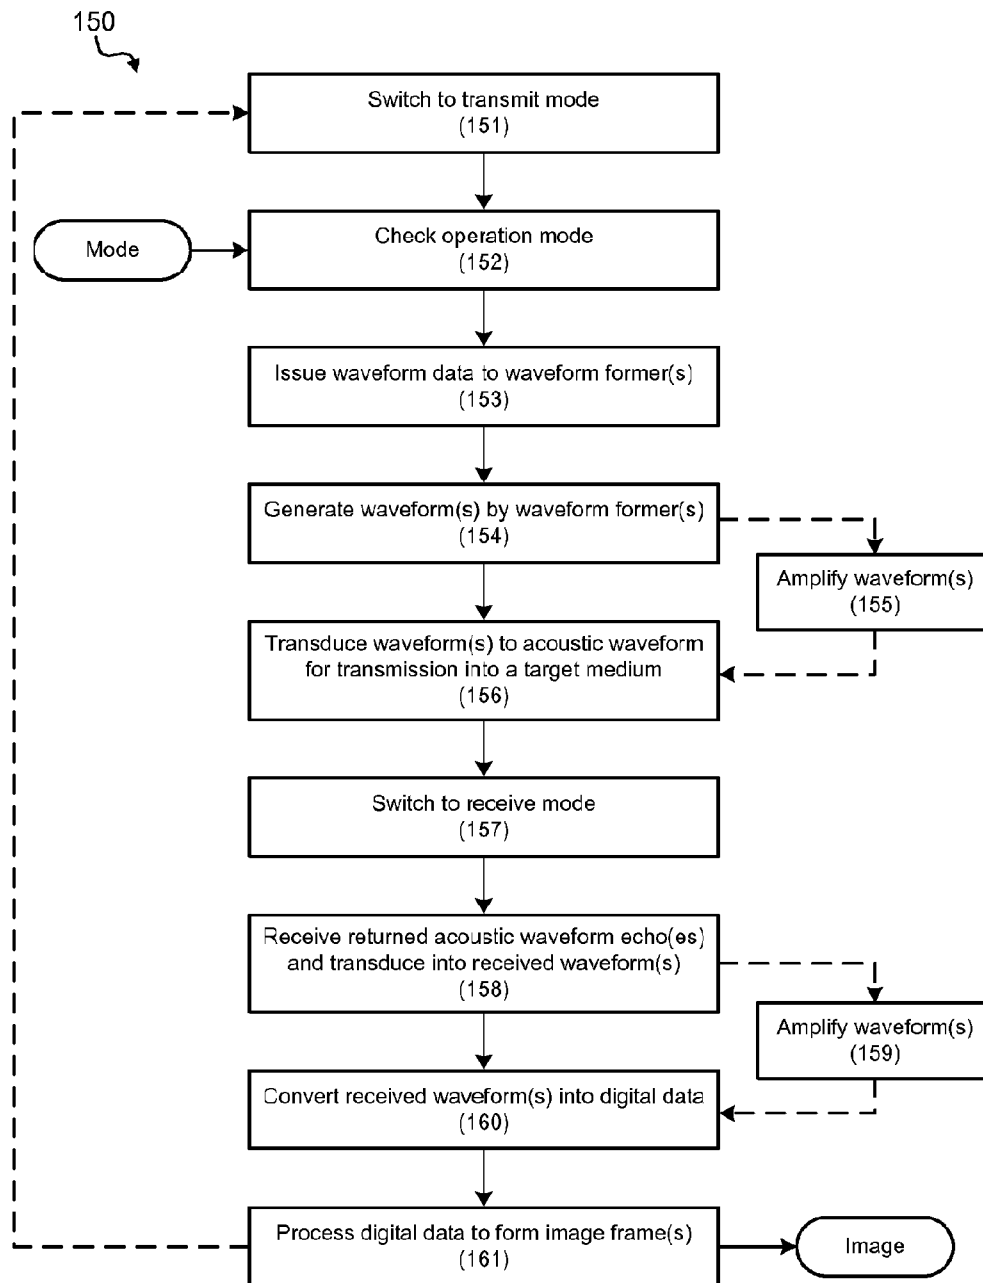 150
Switch to transmit mode
(151)
Mode
Check operation mode
(152)
Issue waveform data to waveform former(s)
(153)
Generate waveform(s) by waveform former(s)
(154)
Amplify waveform(s)
(155)
Transduce waveform(s) to acoustic waveform
for transmission into a target medium
(156)
Switch to receive mode
(157)
Receive returned acoustic waveform echo(es)
and transduce into received waveform(s)
(158)
Amplify waveform(s)
(159)
Convert received waveform(s) into digital data
(160)
Process digital data to form image frame(s)
(161)
Image